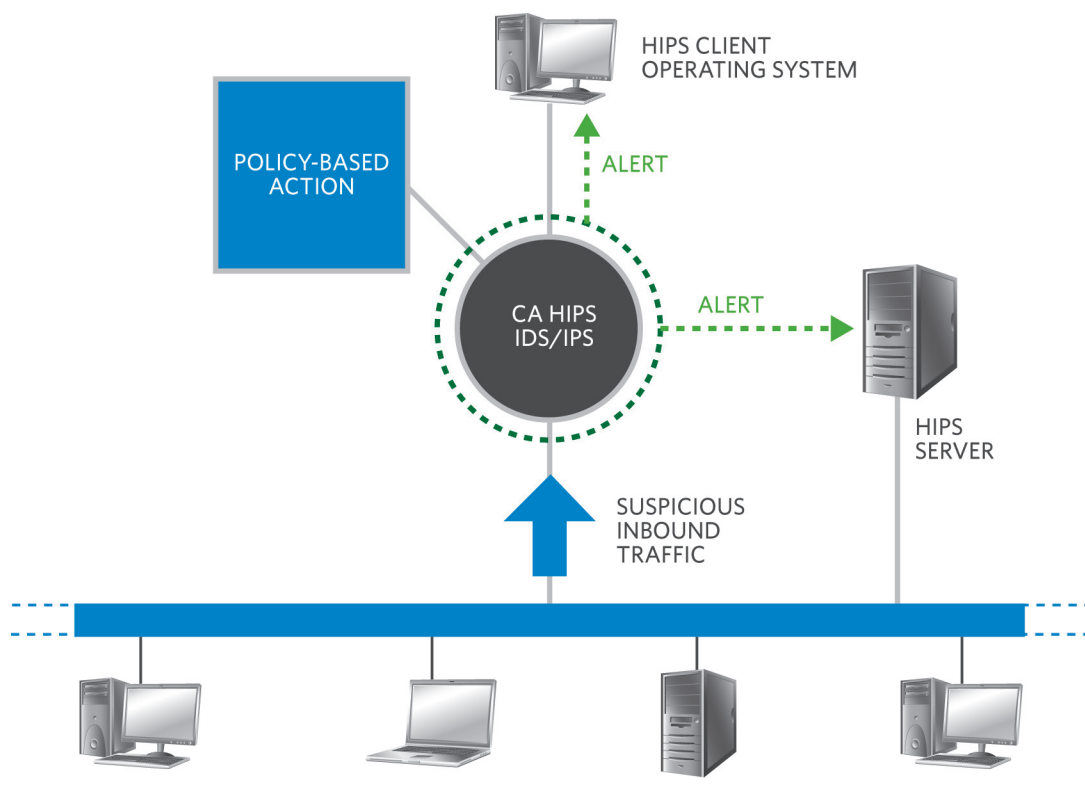 HIPS CLIENT
OPERATING SYSTEM
POLICY-BASED
ACTION
ALERT
CA HIPS
IDS/IPS
ALERT
HIPS
SERVER
SUSPICIOUS
INBOUND
TRAFFIC